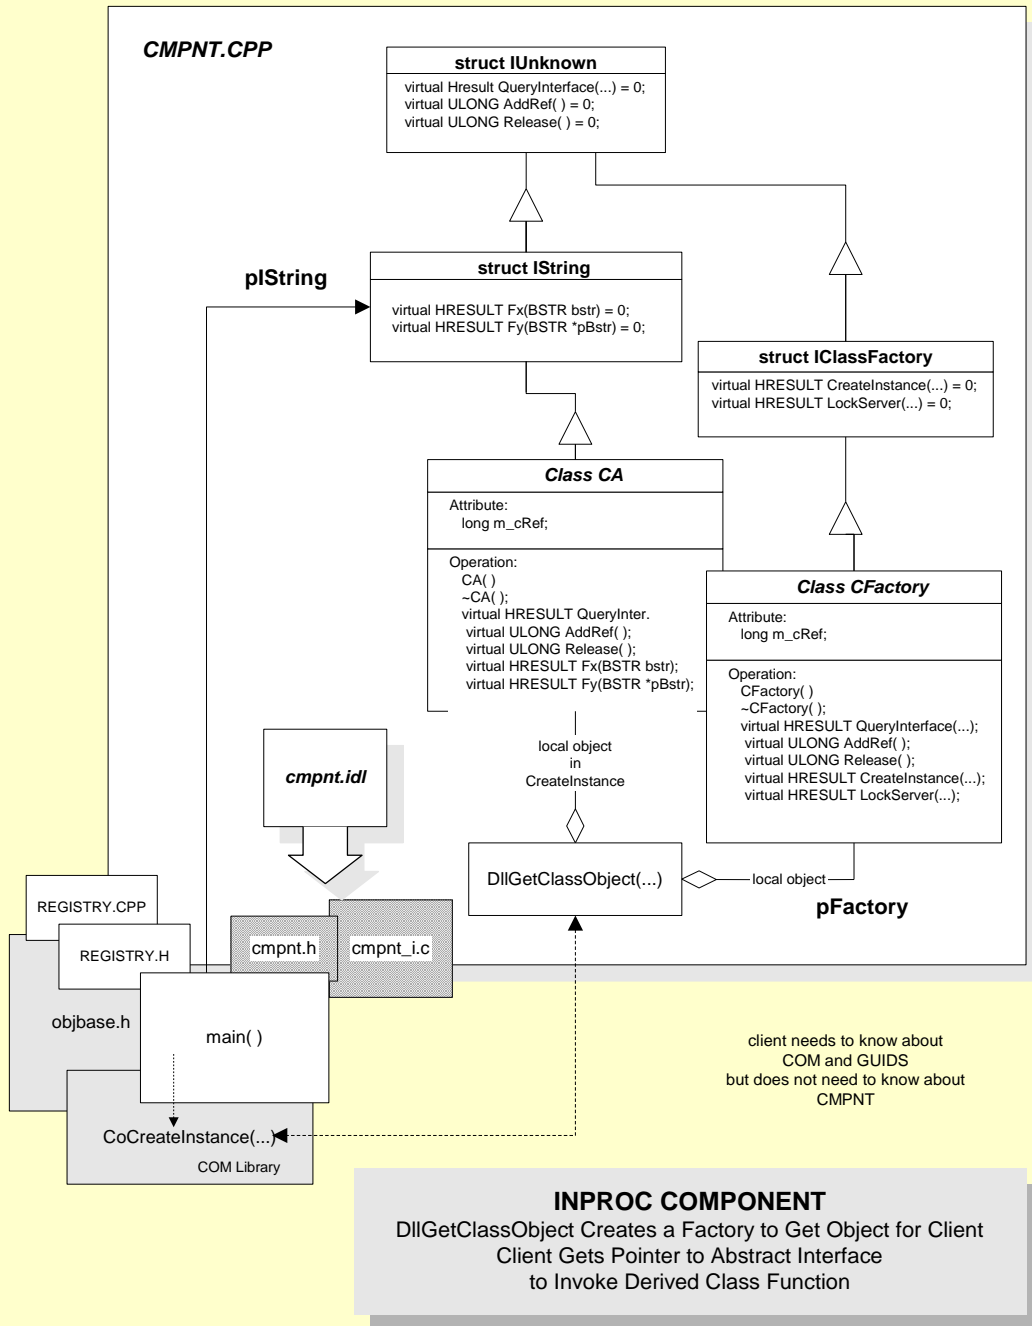 CMPNT.CPP
struct IUnknown
virtual Hresult QueryInterface(...) = 0;
virtual ULONG AddRef( ) = 0;
virtual ULONG Release( ) = 0;
pIString
struct IString
virtual HRESULT Fx(BSTR bstr) = 0;
virtual HRESULT Fy(BSTR *pBstr) = 0;
struct IClassFactory
virtual HRESULT CreateInstance(...) = 0;
virtual HRESULT LockServer(...) = 0;
Class CA
Attribute:
long m_cRef;
Operation:
CA( )
~CA( );
virtual HRESULT QueryInter.
virtual ULONG AddRef( );
virtual ULONG Release( );
virtual HRESULT Fx(BSTR bstr);
virtual HRESULT Fy(BSTR *pBstr);
Class CFactory
Attribute:
long m_cRef;
Operation:
CFactory( )
~CFactory( );
virtual HRESULT QueryInterface(...);
virtual ULONG AddRef( );
virtual ULONG Release( );
virtual HRESULT CreateInstance(...);
virtual HRESULT LockServer(...);
local object
in
CreateInstance
cmpnt.idl
DllGetClassObject(...)
local object
pFactory
REGISTRY.CPP
REGISTRY.H
cmpnt.h
cmpnt_i.c
objbase.h
main( )
CoCreateInstance(...)
COM Library
client needs to know about
COM and GUIDS
but does not need to know about
CMPNT
INPROC COMPONENT
DllGetClassObject Creates a Factory to Get Object for Client
Client Gets Pointer to Abstract Interface
to Invoke Derived Class Function